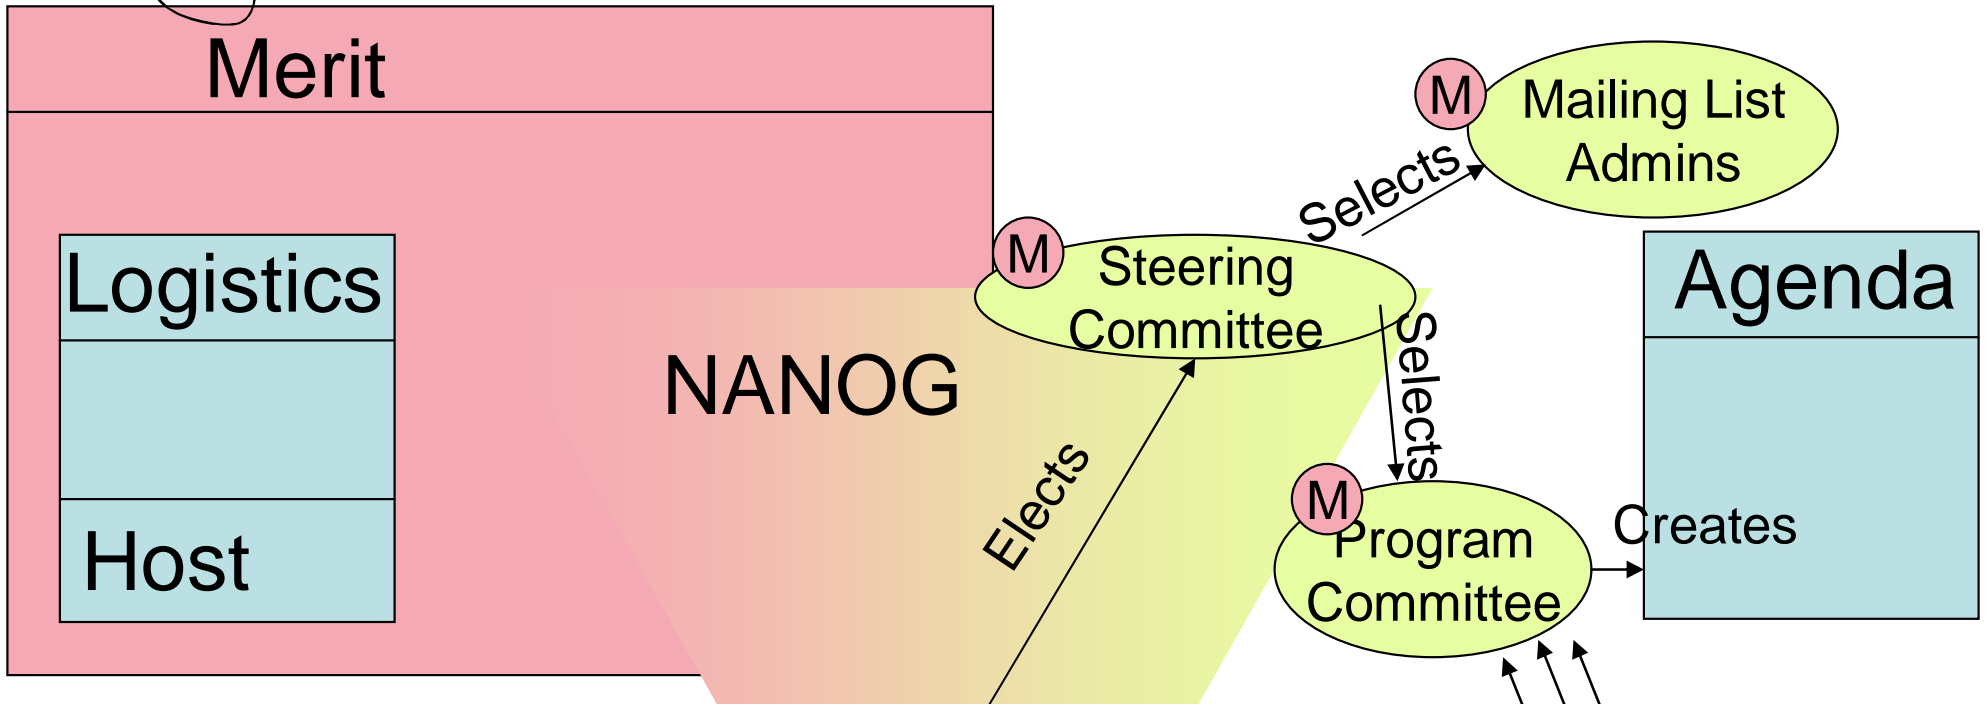 Merit
M
Mailing List
Admins
Selects
Logistics
M
Steering
Committee
Agenda
NANOG
Selects
Elects
M
Program
Committee
Creates
Host